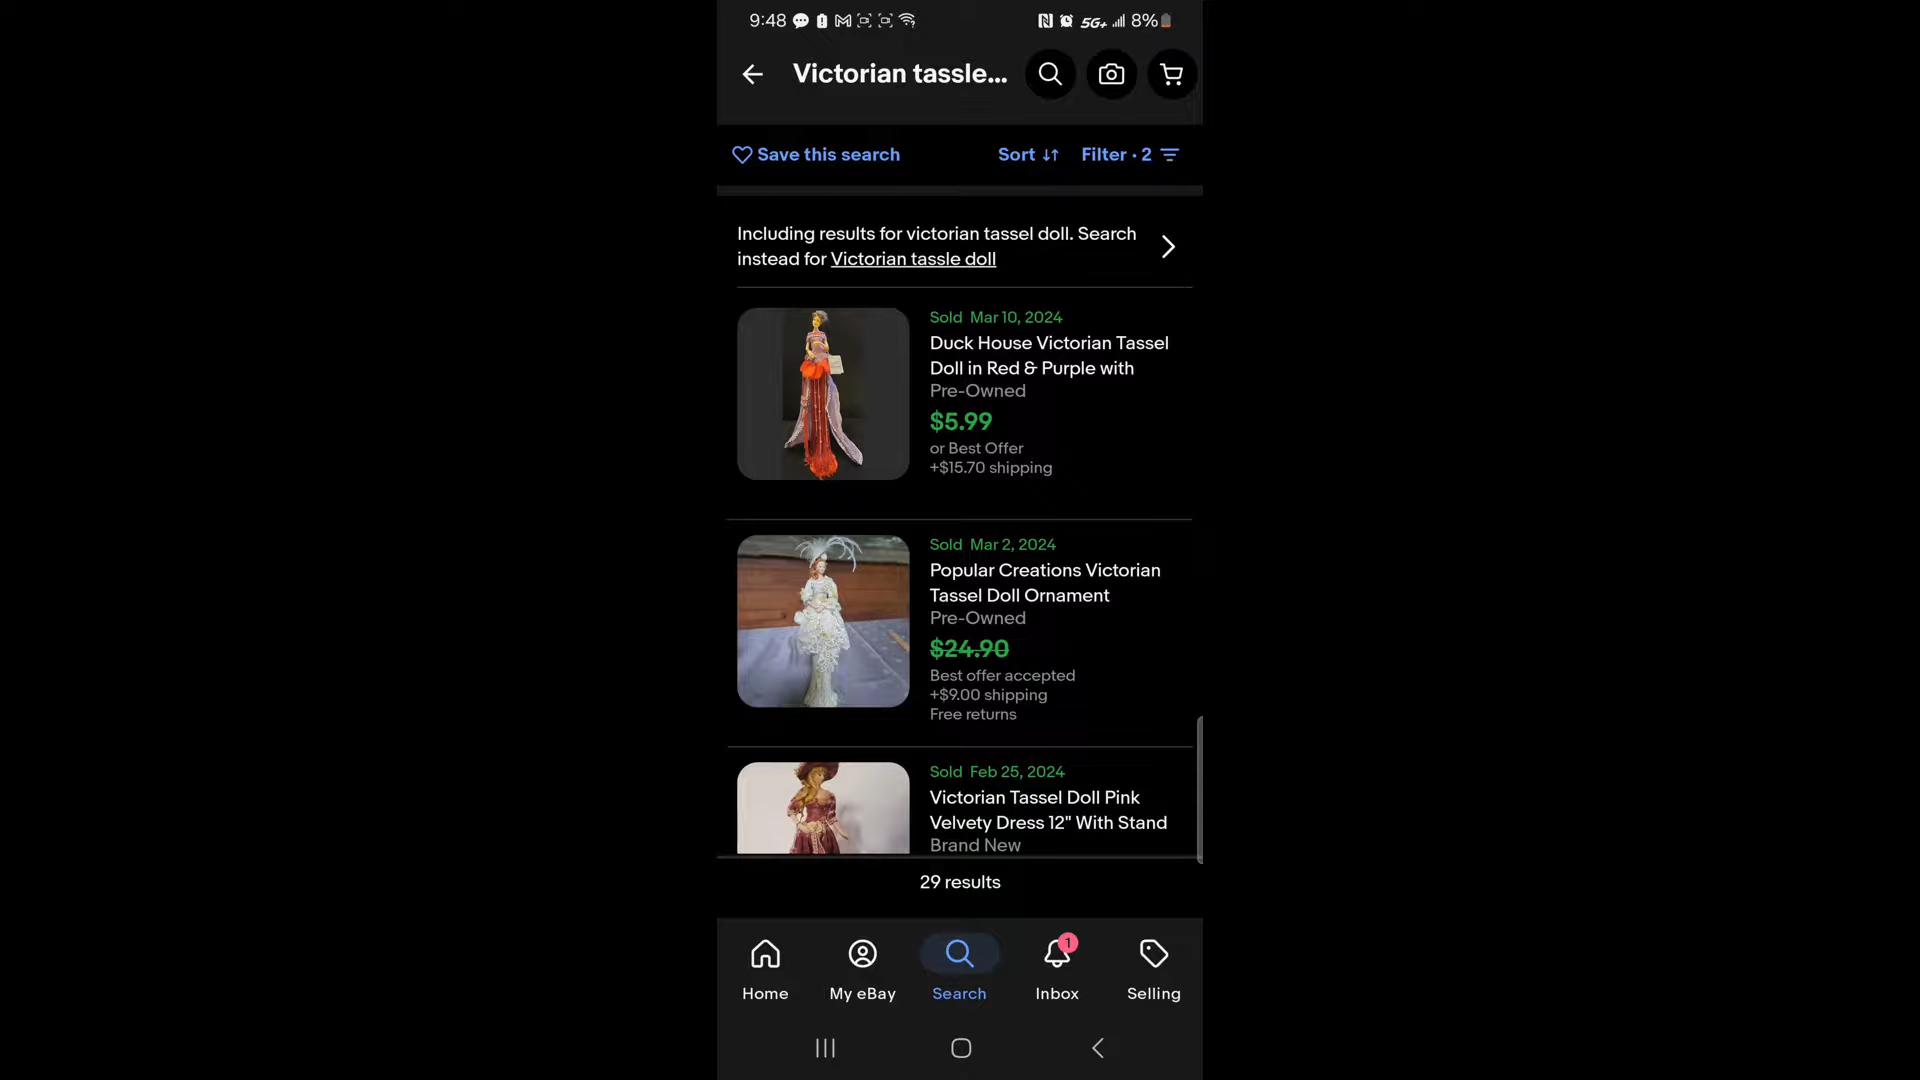 9:48
5G+
8%
Victorian tassle...
Save this search
Sort
Filter • 2
Including results for victorian tassel doll. Search
instead for Victorian tassle doll
Sold Mar 10, 2024
Duck House Victorian Tassel
Doll in Red & Purple with
Pre-Owned
$5.99
or Best Offer
+$15.70 shipping
Sold Mar 2, 2024
Popular Creations Victorian
Tassel Doll Ornament
Pre-Owned
$24.90
Best offer accepted
+$9.00 shipping
Free returns
Sold Feb 25, 2024
Victorian Tassel Doll Pink
Velvety Dress 12" With Stand
Brand New
29 results
1
Home
My eBay
Search
Inbox
Selling